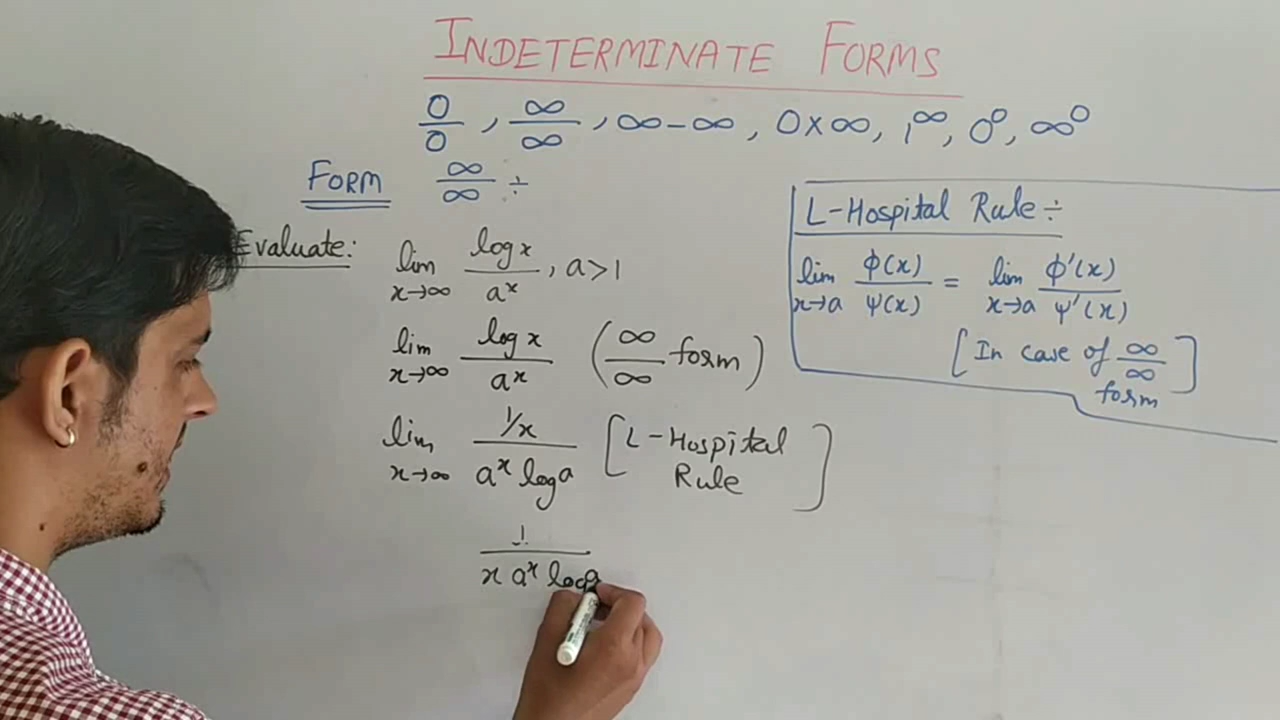 INDETERMINATE FORMS
0/0, ∞/∞, ∞-∞, 0×∞, 1^∞, 0^0, ∞^0
FORM ∞/∞ ÷
Evaluate: lim x→∞ log x / a^x, a>1
lim x→∞ log x / a^x (∞/∞ form)
lim x→∞ 1/x / a^x log a [L-Hospital Rule]
1 / x a^x log a
L-Hospital Rule ÷
lim x→a ϕ(x)/ψ(x) = lim x→a ϕ'(x)/ψ'(x)
[In case of ∞/∞ form]